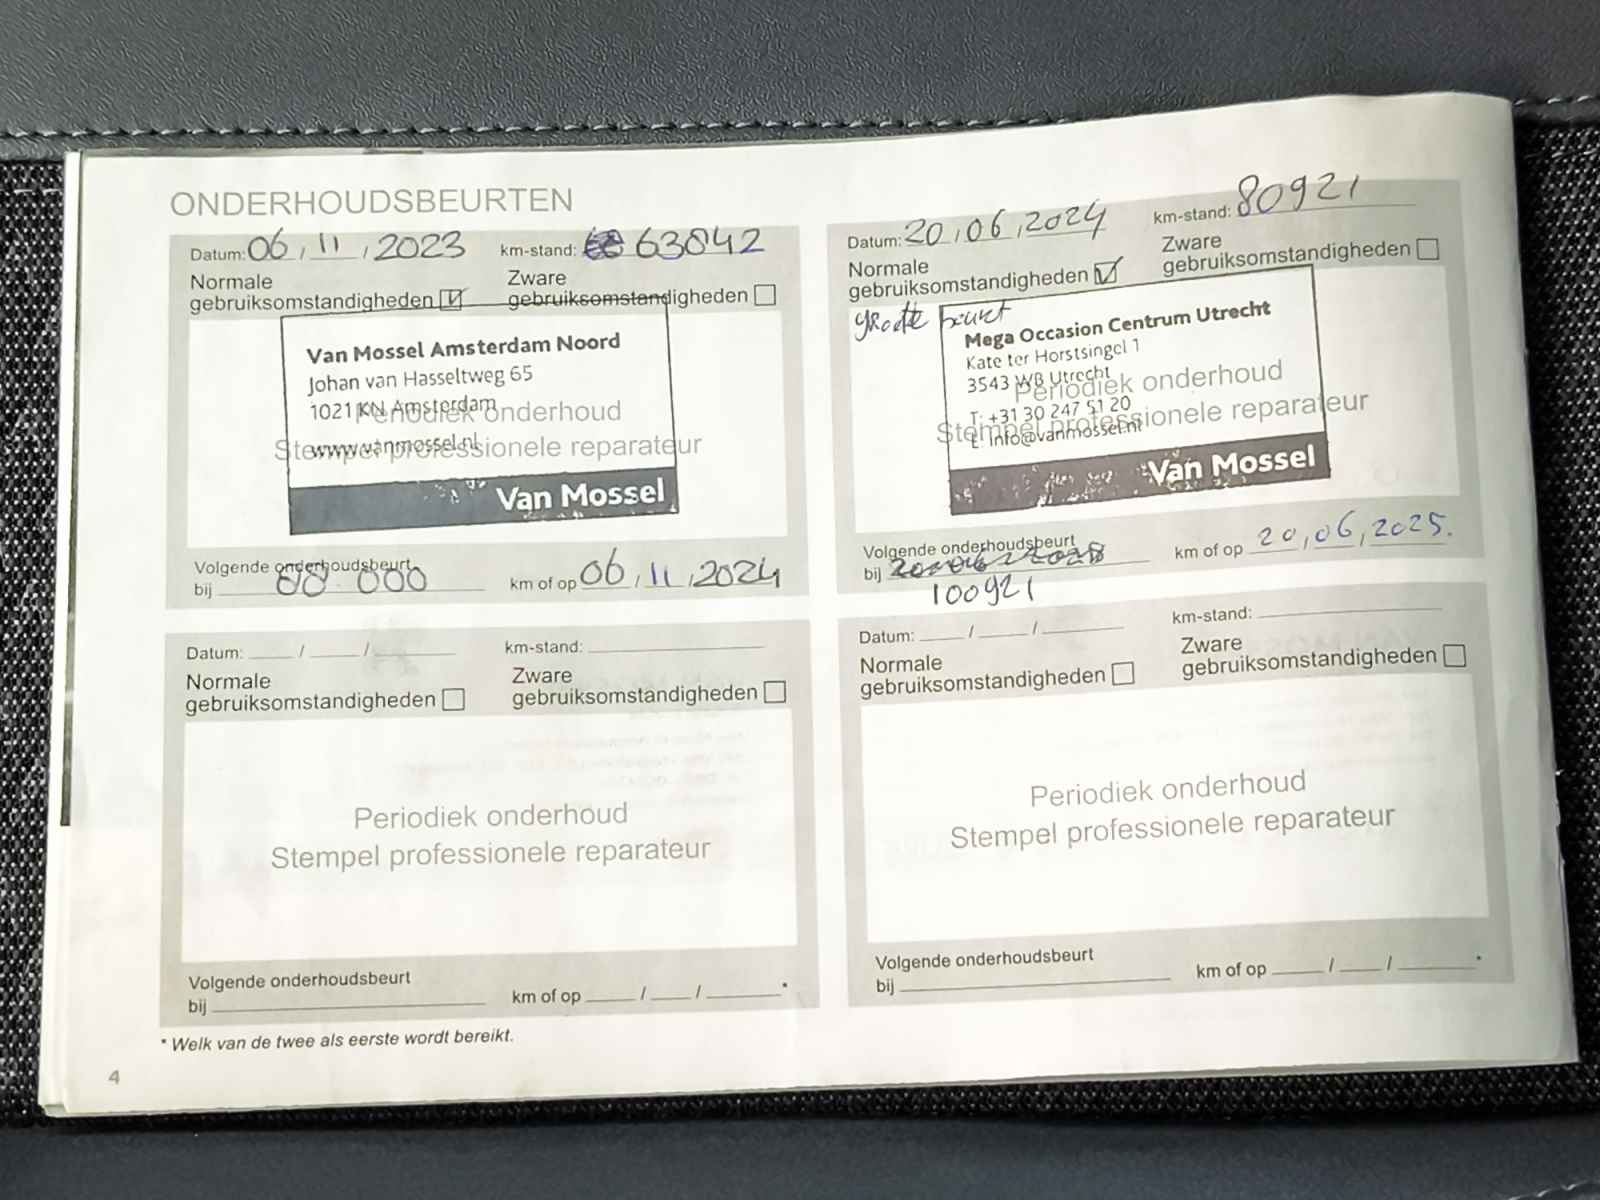 ONDERHOUDSBEURTEN
Datum: 06 / 11 / 2023 km-stand: 63842
Normale
gebruiksomstandigheden
Zware
gebruiksomstandigheden
Van Mossel Amsterdam Noord
Johan van Hasseltweg 65
1021 KN Amsterdam
Periodiek onderhoud
www.vanmossel.nl
Stempel professionele reparateur
Van Mossel
Volgende onderhoudsbeurt
bij 88 000 km of op 06 / 11 / 2024
Datum: 20 / 06 / 2024 km-stand: 80921
Normale
gebruiksomstandigheden
Zware
gebruiksomstandigheden
grote beurt
Mega Occasion Centrum Utrecht
Kate ter Horstsingel 1
3543 WB Utrecht
Periodiek onderhoud
T: +31 30 247 51 20
Stempel professionele reparateur
E: info@vanmossel.nl
Van Mossel
Volgende onderhoudsbeurt
bij km of op 20 / 06 / 2025.
100921
Datum: / / km-stand:
Normale
gebruiksomstandigheden
Zware
gebruiksomstandigheden
Periodiek onderhoud
Stempel professionele reparateur
Volgende onderhoudsbeurt
bij km of op / / *
Datum: / / km-stand:
Normale
gebruiksomstandigheden
Zware
gebruiksomstandigheden
Periodiek onderhoud
Stempel professionele reparateur
Volgende onderhoudsbeurt
bij km of op / / *
* Welk van de twee als eerste wordt bereikt.
4